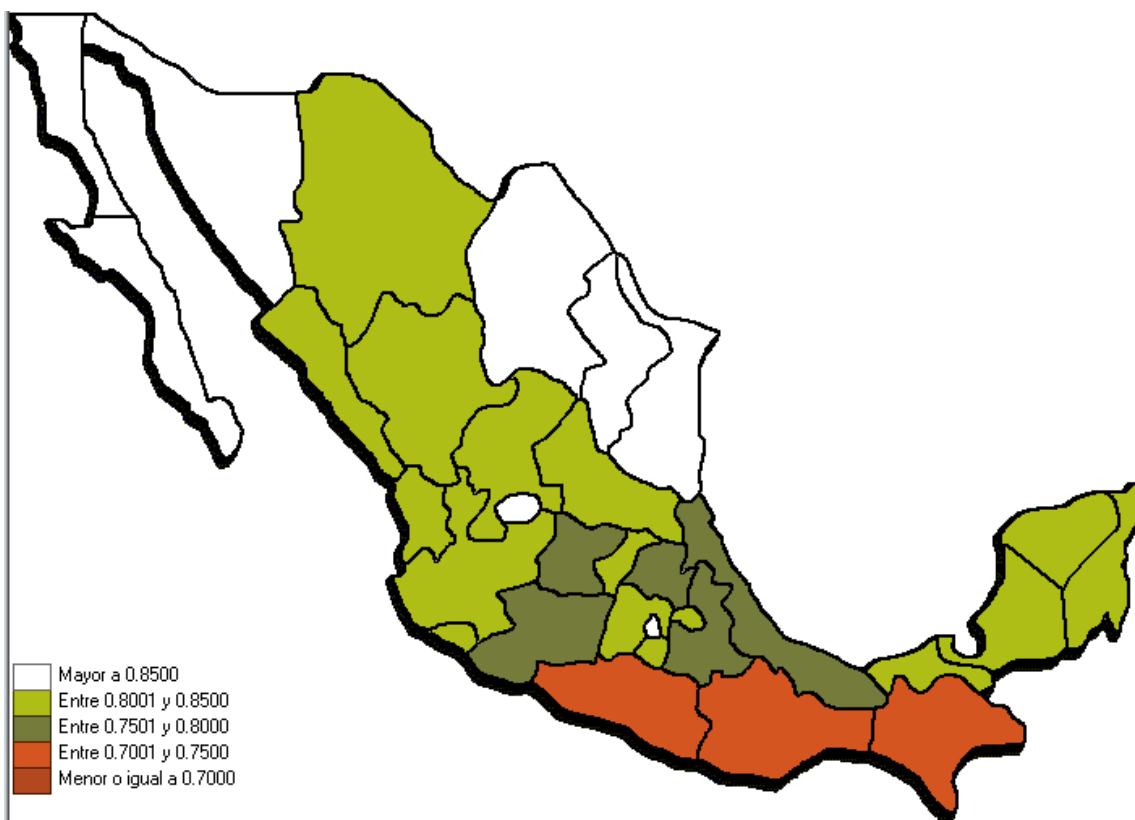 Mayor a 0.8500
Entre 0.8001 y 0.8500
Entre 0.7501 y 0.8000
Entre 0.7001 y 0.7500
Menor o igual a 0.7000